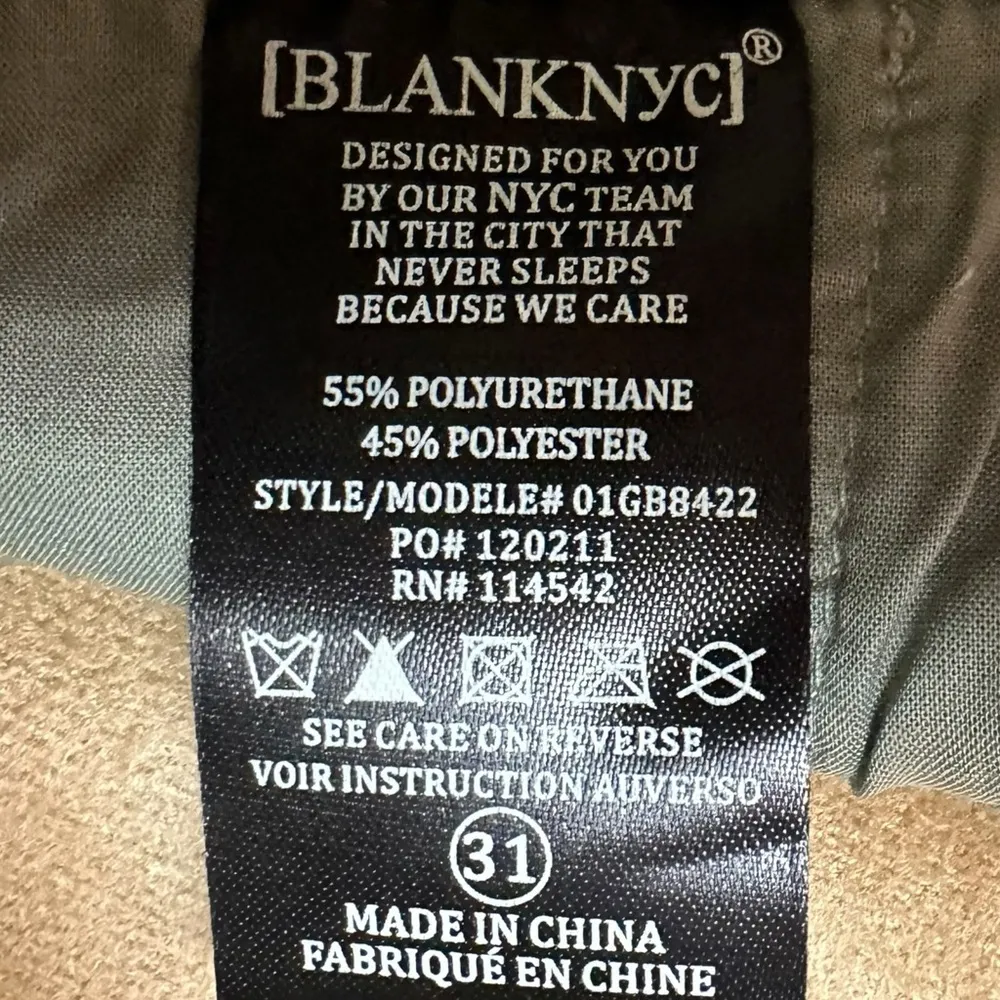 [BLANKNYC]®
DESIGNED FOR YOU
BY OUR NYC TEAM
IN THE CITY THAT
NEVER SLEEPS
BECAUSE WE CARE
55% POLYURETHANE
45% POLYESTER
STYLE/MODELE# 01GB8422
PO# 120211
RN# 114542
SEE CARE ON REVERSE
VOIR INSTRUCTION AUVERSO
31
MADE IN CHINA
FABRIQUÉ EN CHINE